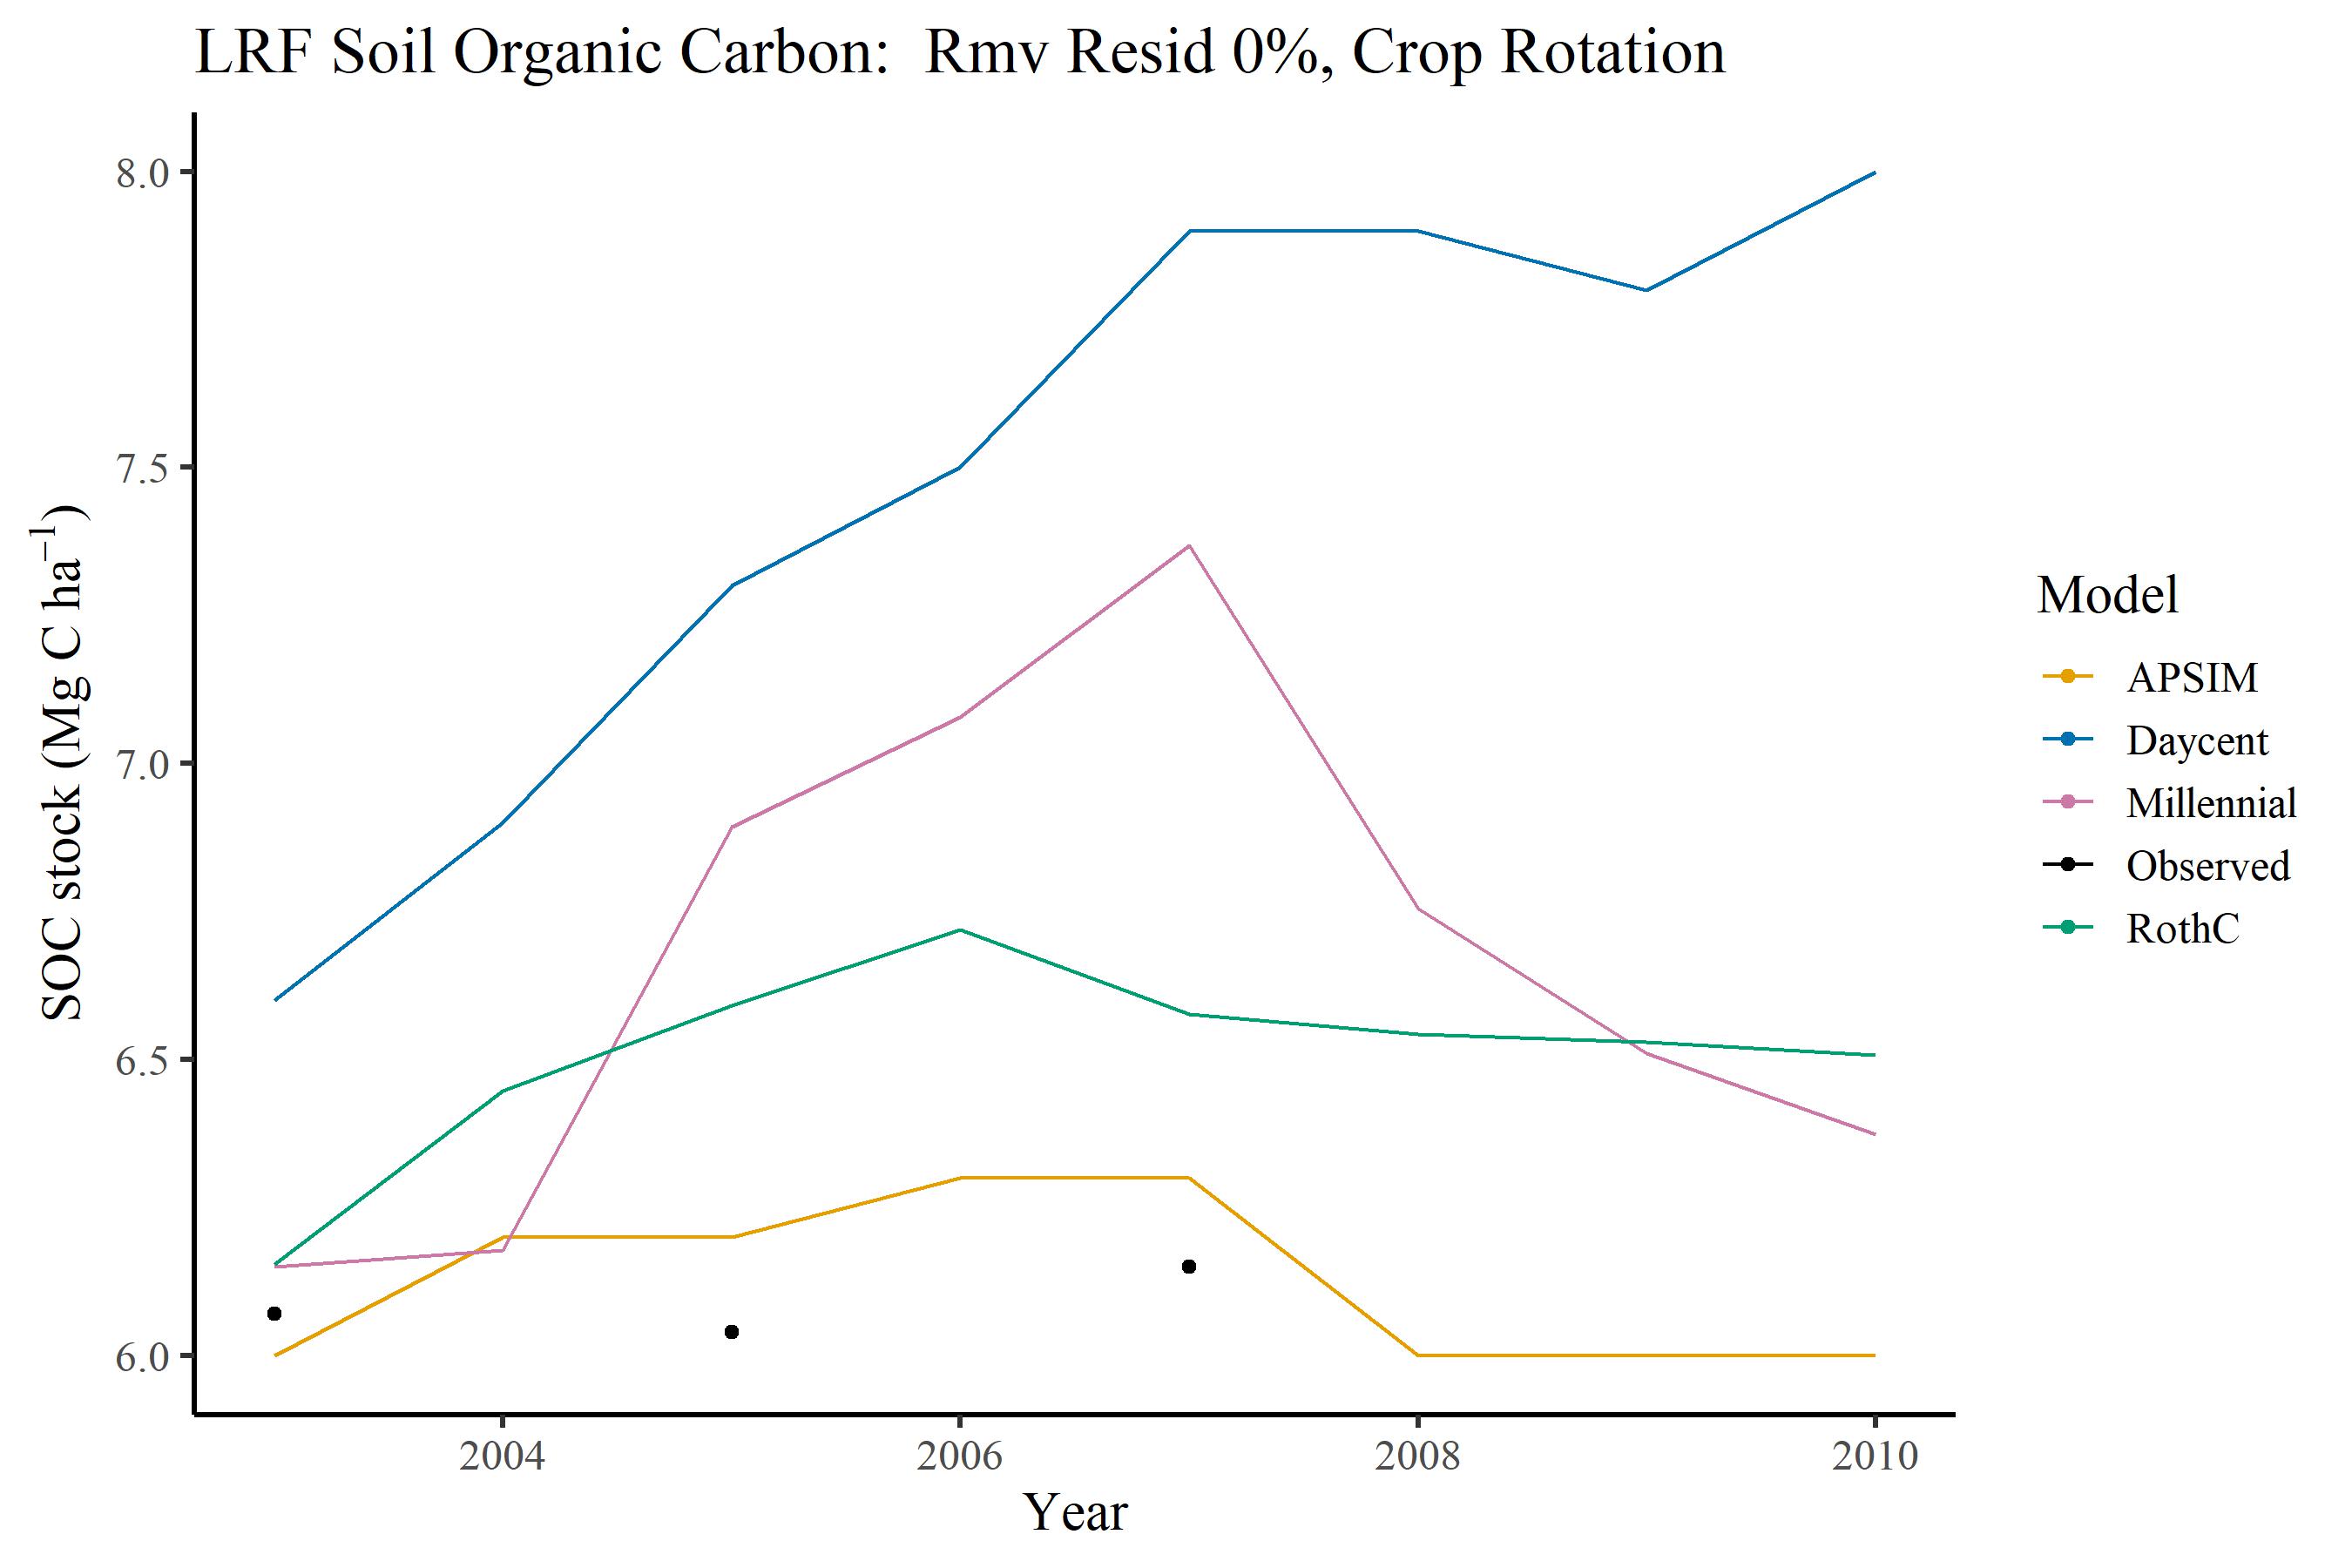 LRF Soil Organic Carbon:  Rmv Resid 0%, Crop Rotation
SOC stock (Mg C ha⁻¹)
8.0
7.5
7.0
6.5
6.0
2004 2006 2008 2010
Year
Model
APSIM
Daycent
Millennial
Observed
RothC